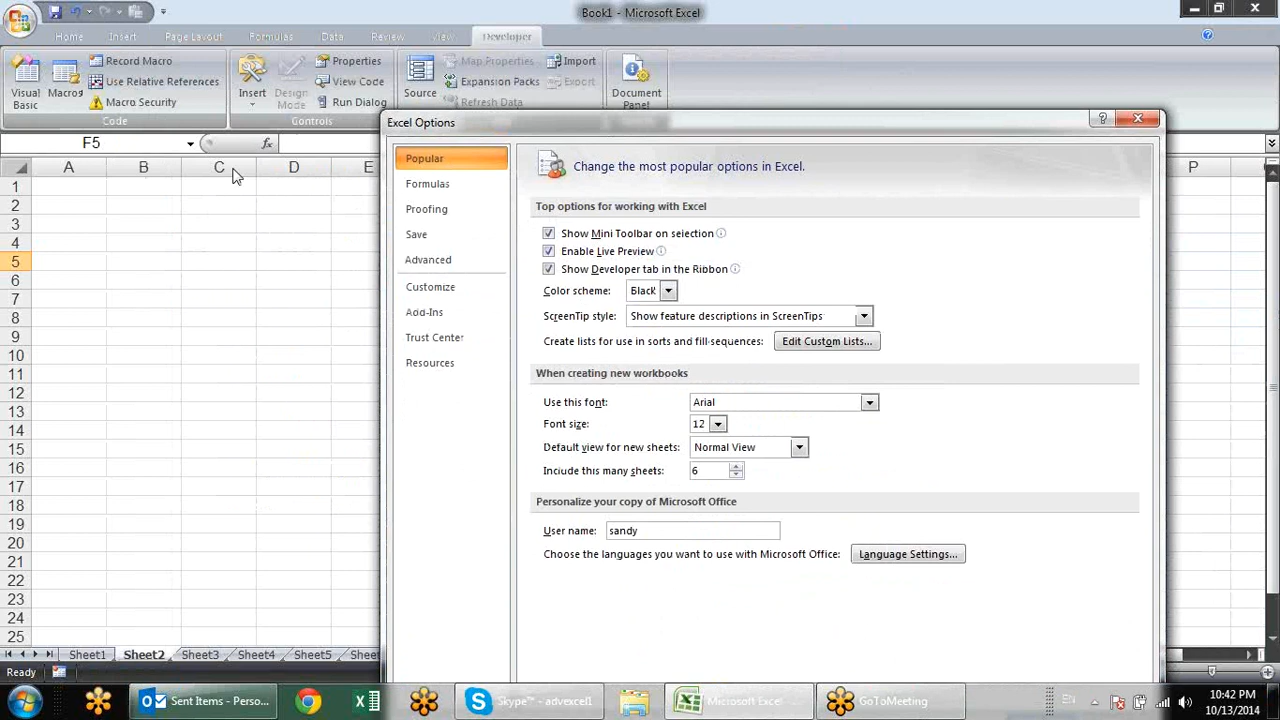 Book1 - Microsoft Excel
Home Insert Page Layout Formulas Data Review View Developer
Visual Basic
Macros
Record Macro
Use Relative References
Macro Security
Code
Insert
Design Mode
Properties
View Code
Run Dialog
Controls
Source
Map Properties
Expansion Packs
Refresh Data
Import
Export
Document Panel
F5
fx
A B C D E P
1
2
3
4
5
6
7
8
9
10
11
12
13
14
15
16
17
18
19
20
21
22
23
24
25
Excel Options
Popular
Formulas
Proofing
Save
Advanced
Customize
Add-Ins
Trust Center
Resources
Change the most popular options in Excel.
Top options for working with Excel
Show Mini Toolbar on selection
Enable Live Preview
Show Developer tab in the Ribbon
Color scheme: Black
ScreenTip style: Show feature descriptions in ScreenTips
Create lists for use in sorts and fill sequences: Edit Custom Lists...
When creating new workbooks
Use this font: Arial
Font size: 12
Default view for new sheets: Normal View
Include this many sheets: 6
Personalize your copy of Microsoft Office
User name: sandy
Choose the languages you want to use with Microsoft Office: Language Settings...
Sheet1 Sheet2 Sheet3 Sheet4 Sheet5 Shee
Ready
Sent Items - Perso...
Skype™ - advexcel1
Microsoft Excel
GoToMeeting
EN
10:42 PM
10/13/2014